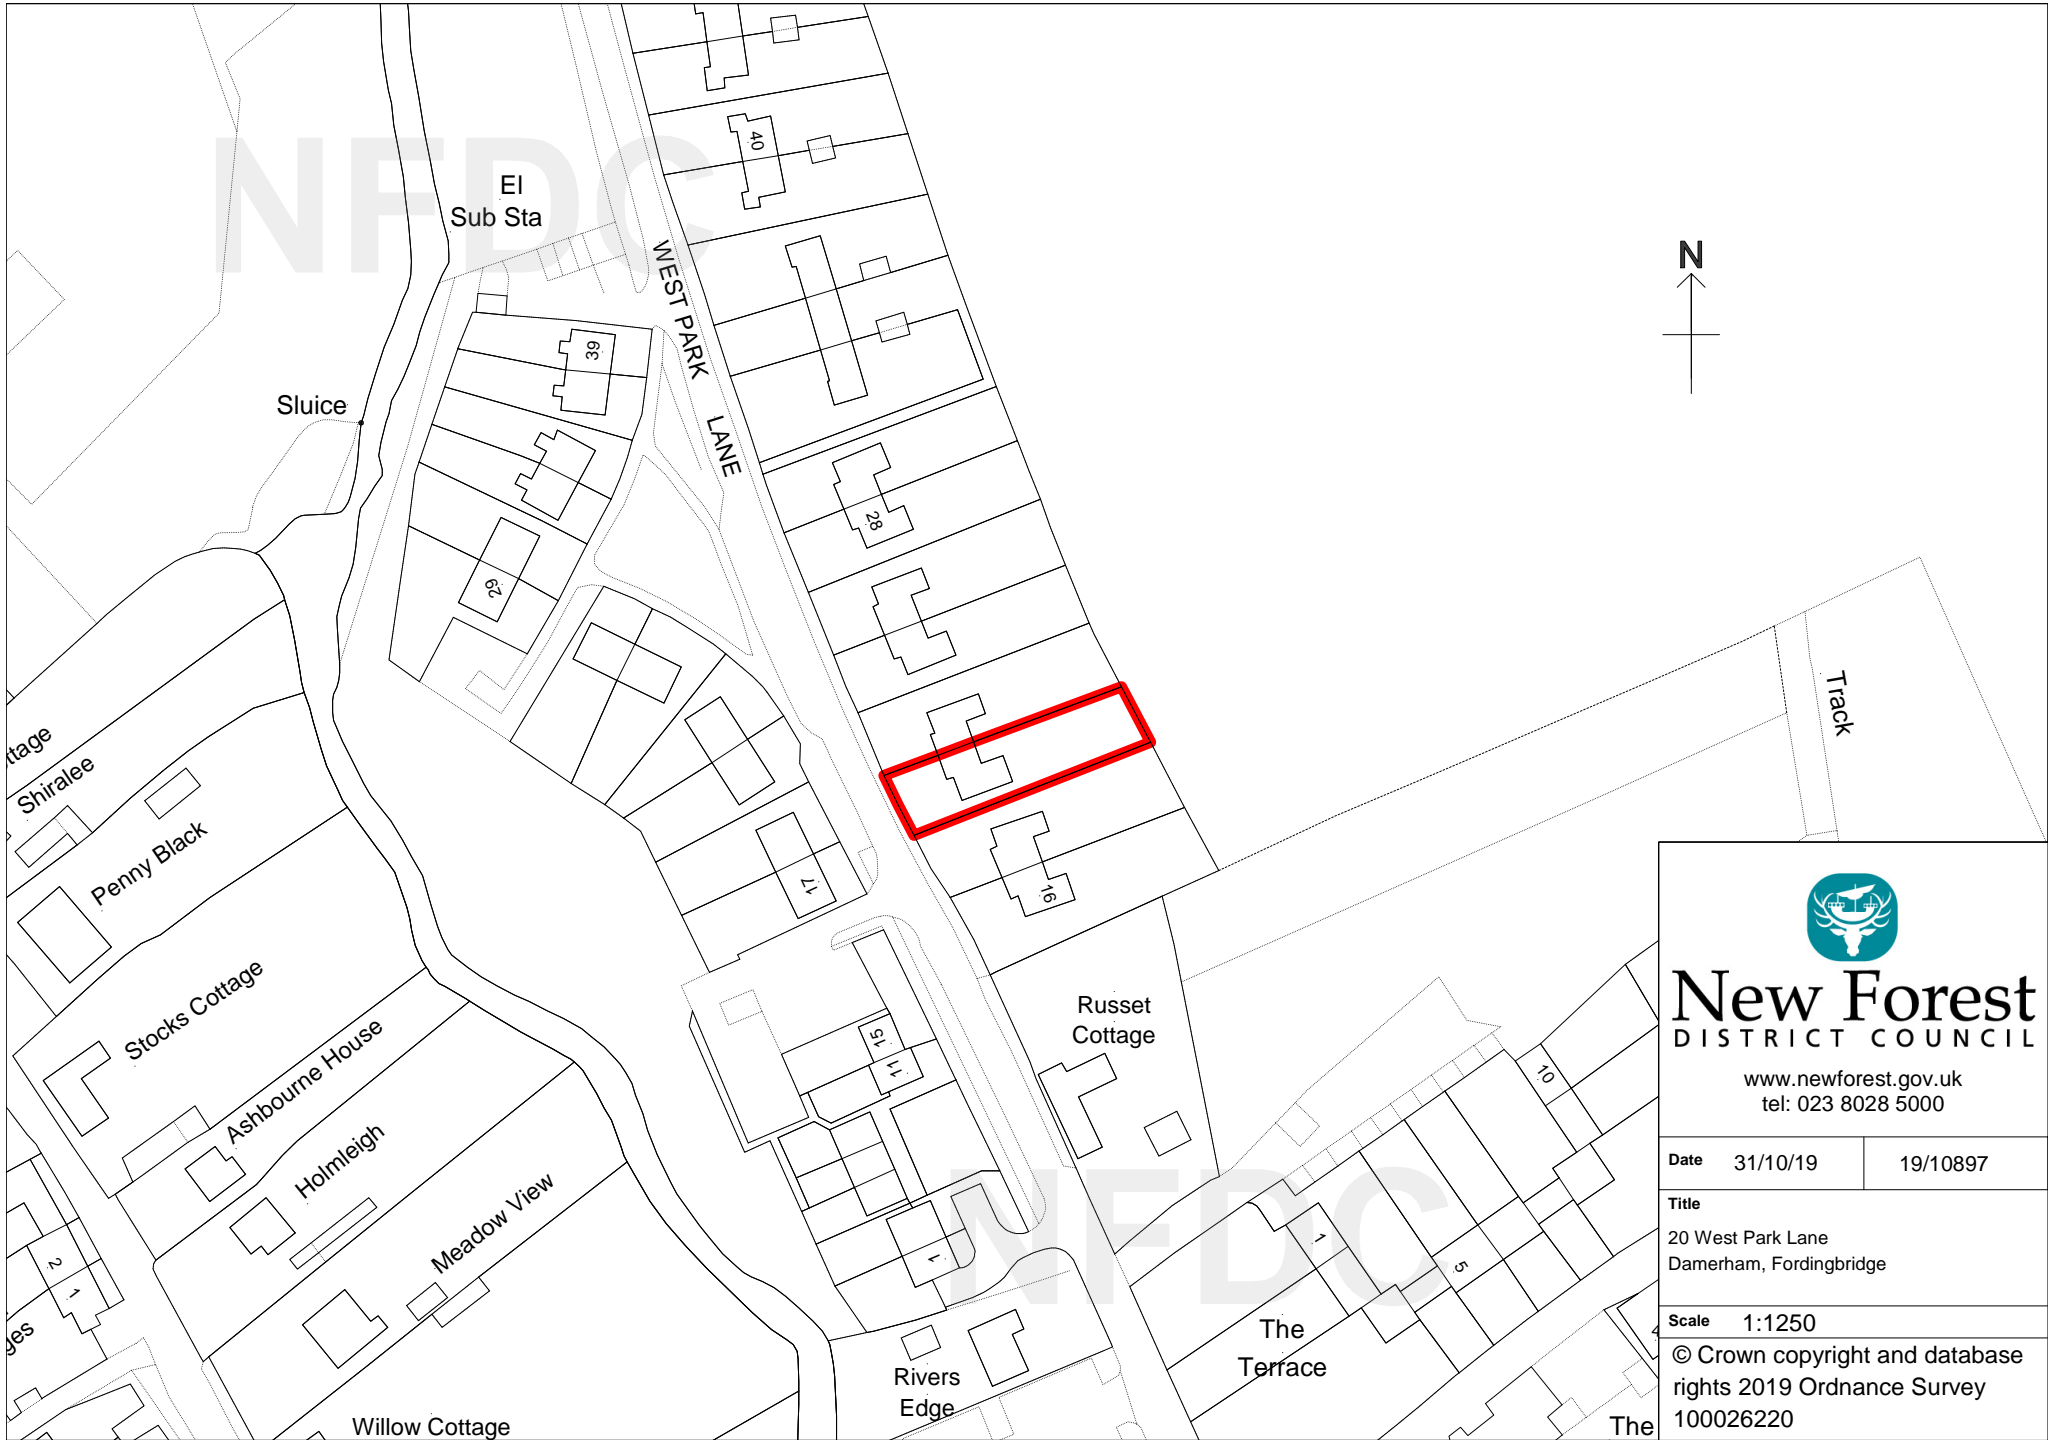 NFDC
40
El
Sub Sta
WEST PARK LANE
N
39
Sluice
28
29
Track
ttage
Shiralee
Penny Black
17
16
Stocks Cottage
Russet
Cottage
Ashbourne House
15
11
10
Holmleigh
Meadow View
NFDC
2
1
1
1
5
ges
The
Terrace
Rivers
Edge
4
Willow Cottage
The
New Forest
DISTRICT COUNCIL
www.newforest.gov.uk
tel: 023 8028 5000
Date 31/10/19 19/10897
Title
20 West Park Lane
Damerham, Fordingbridge
Scale 1:1250
© Crown copyright and database
rights 2019 Ordnance Survey
100026220